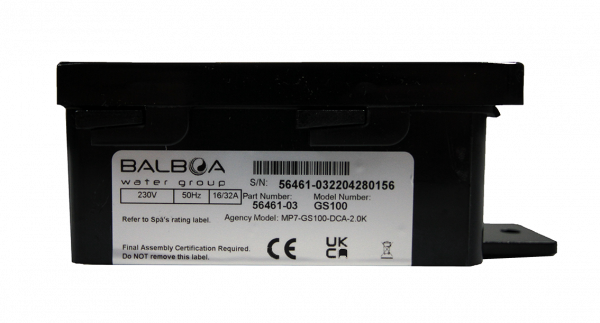 BALBOA
water group
S/N: 56461-032204280156
230V 50Hz 16/32A
Part Number: Model Number:
56461-03 GS100
Refer to Spà's rating label.
Agency Model: MP7-GS100-DCA-2.0K
Final Assembly Certification Required.
Do NOT remove this label.
CE
UK
CA